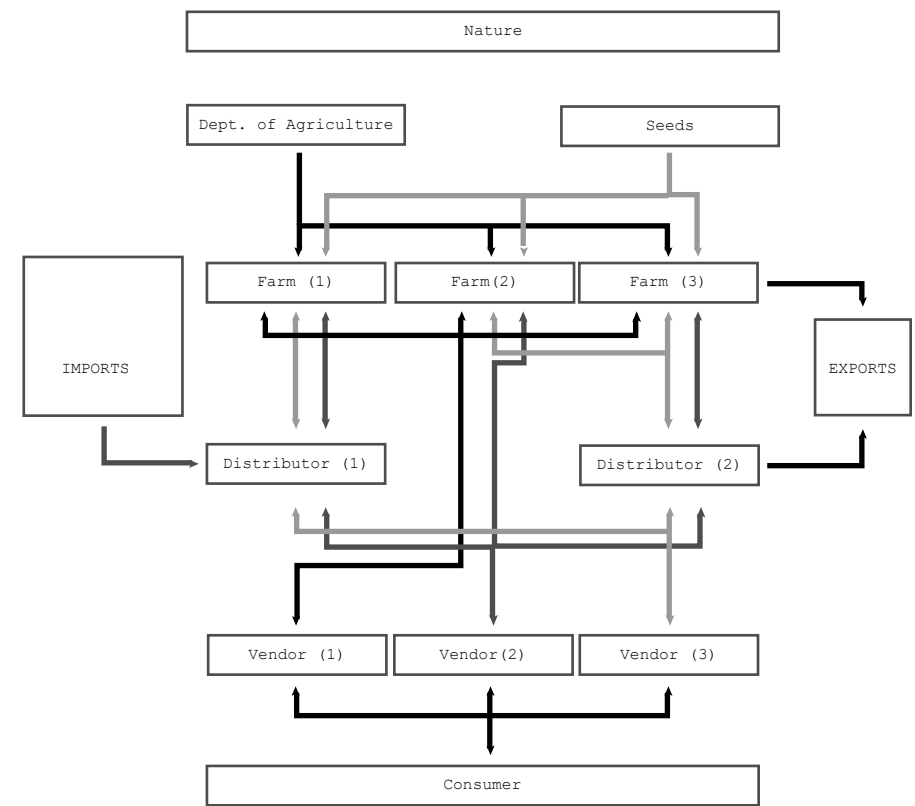 Nature
Dept. of Agriculture
Seeds
Farm (1)
Farm(2)
Farm (3)
IMPORTS
EXPORTS
Distributor (1)
Distributor (2)
Vendor (1)
Vendor(2)
Vendor (3)
Consumer